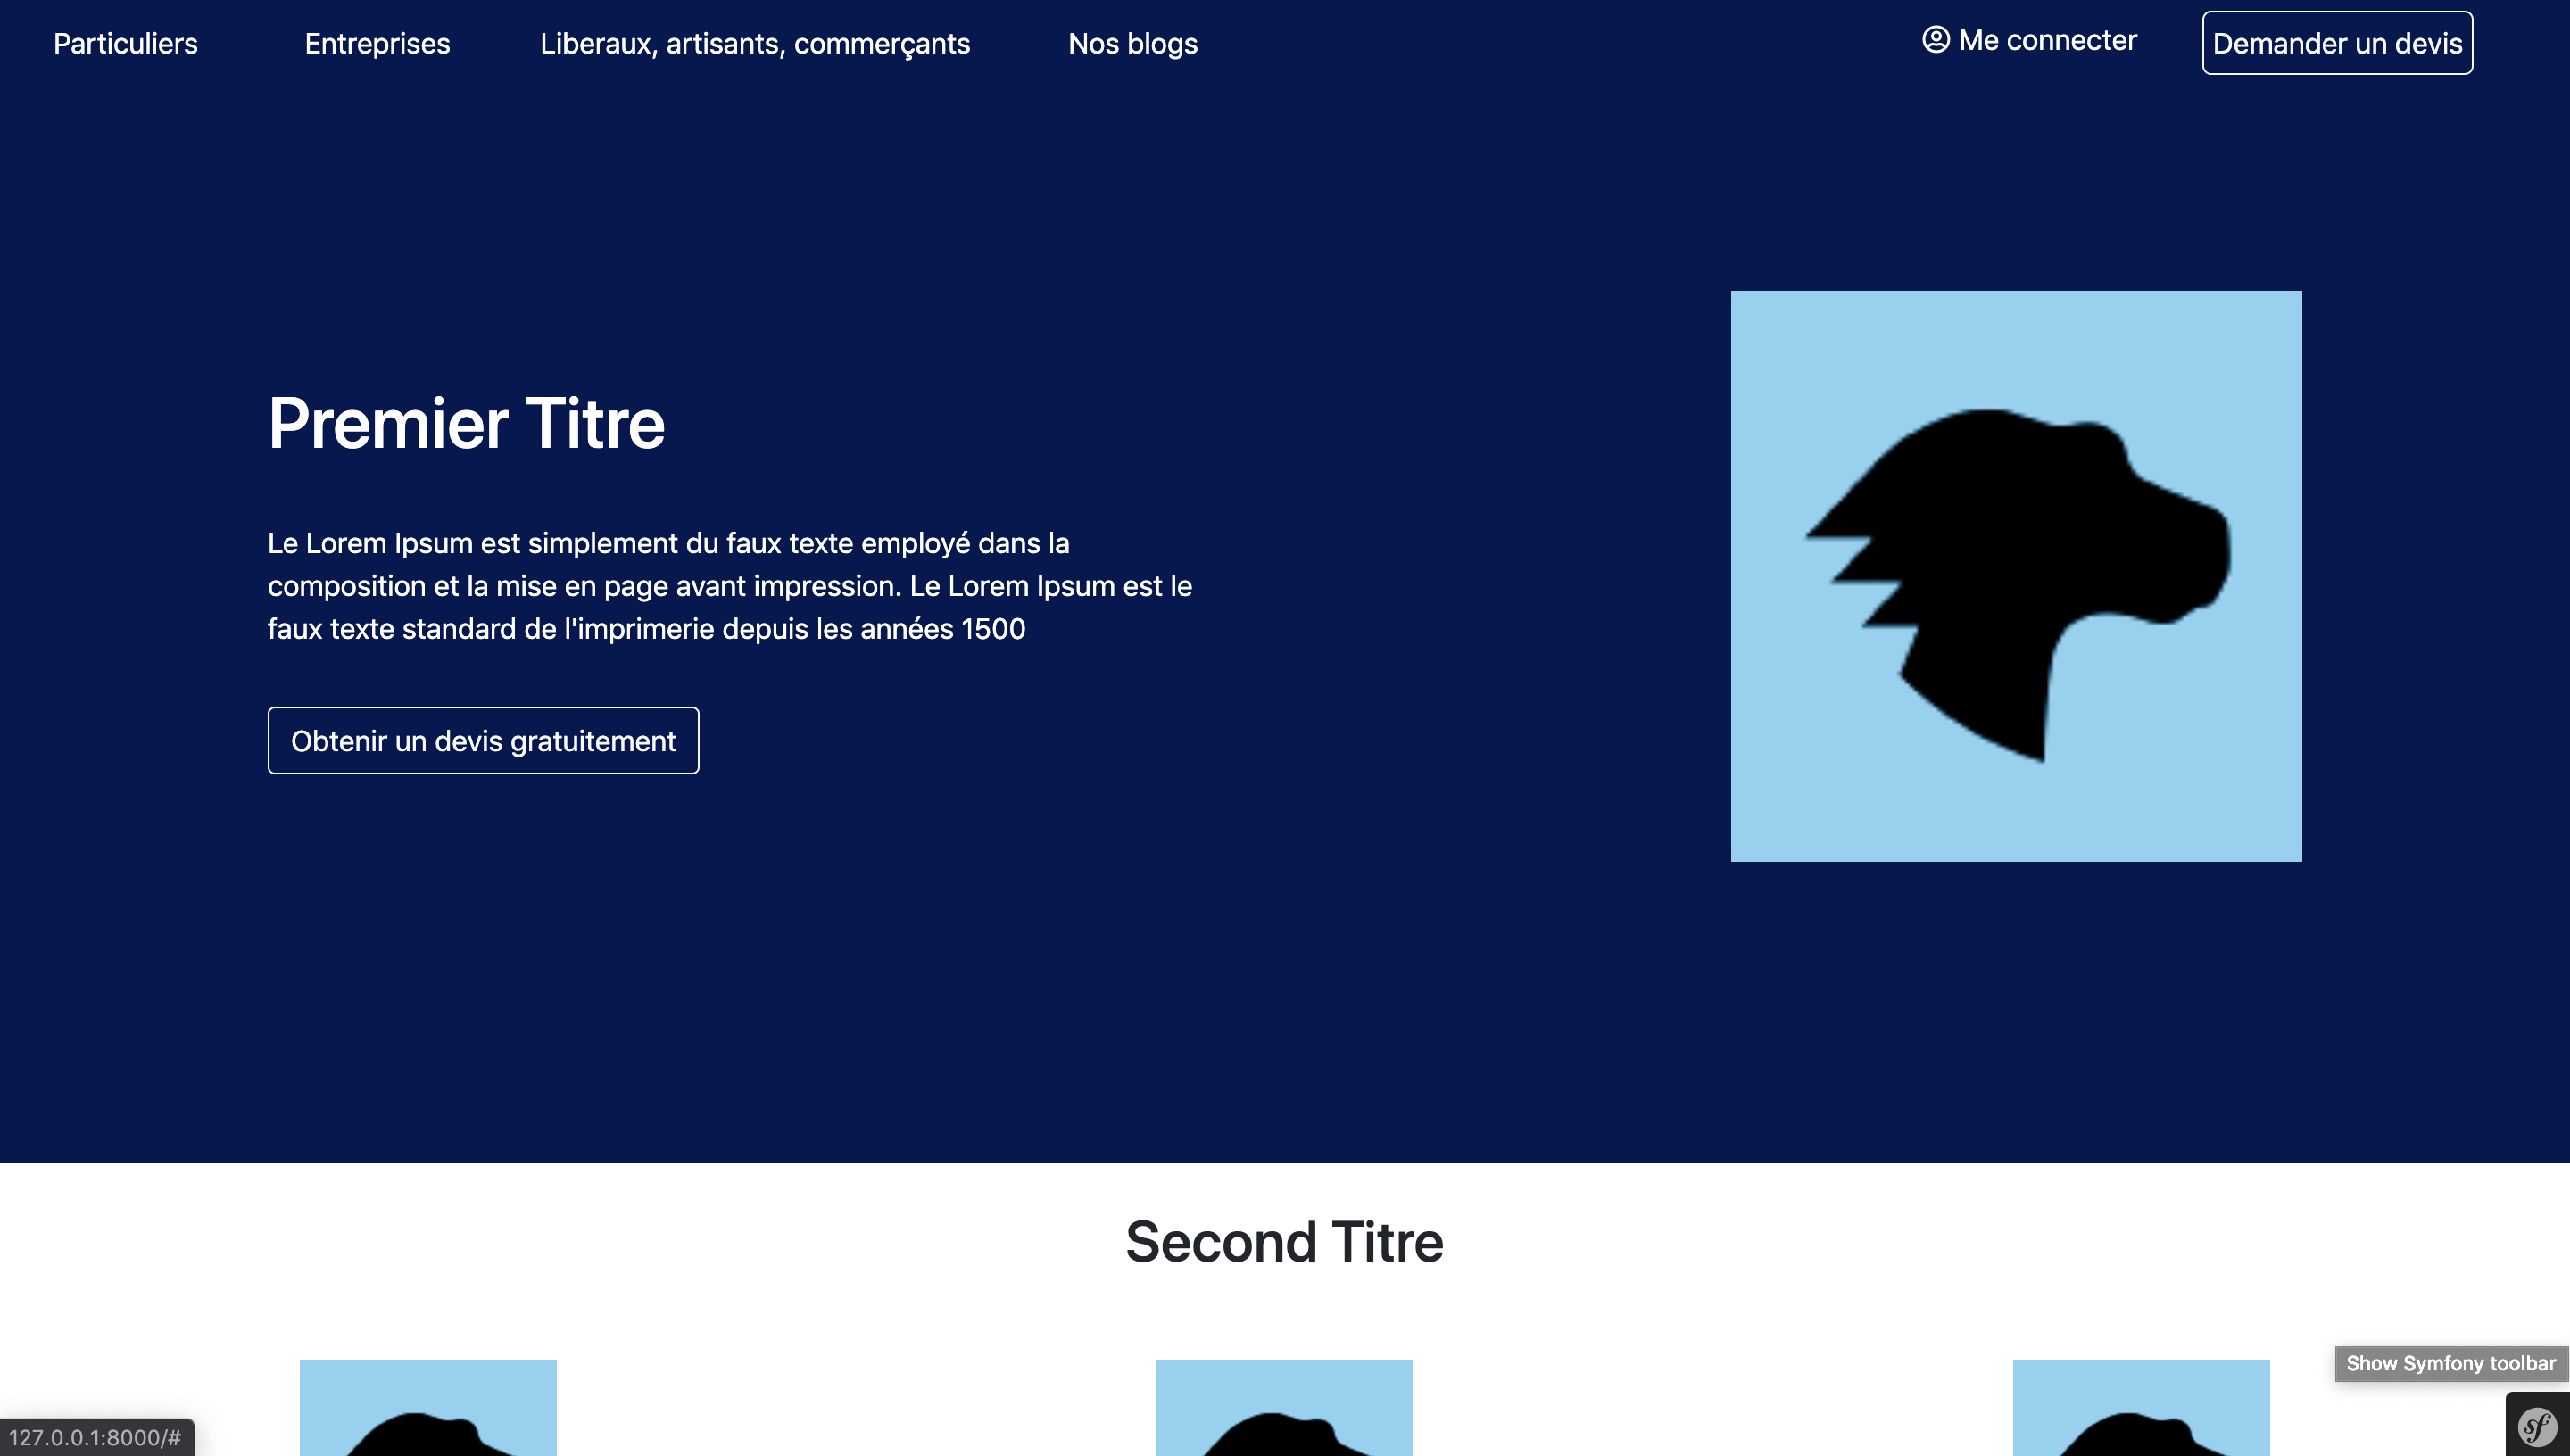 Particuliers
Entreprises
Liberaux, artisants, commerçants
Nos blogs
Me connecter
Demander un devis
Premier Titre
Le Lorem Ipsum est simplement du faux texte employé dans la
composition et la mise en page avant impression. Le Lorem Ipsum est le
faux texte standard de l'imprimerie depuis les années 1500
Obtenir un devis gratuitement
Second Titre
Show Symfony toolbar
127.0.0.1:8000/#
sf